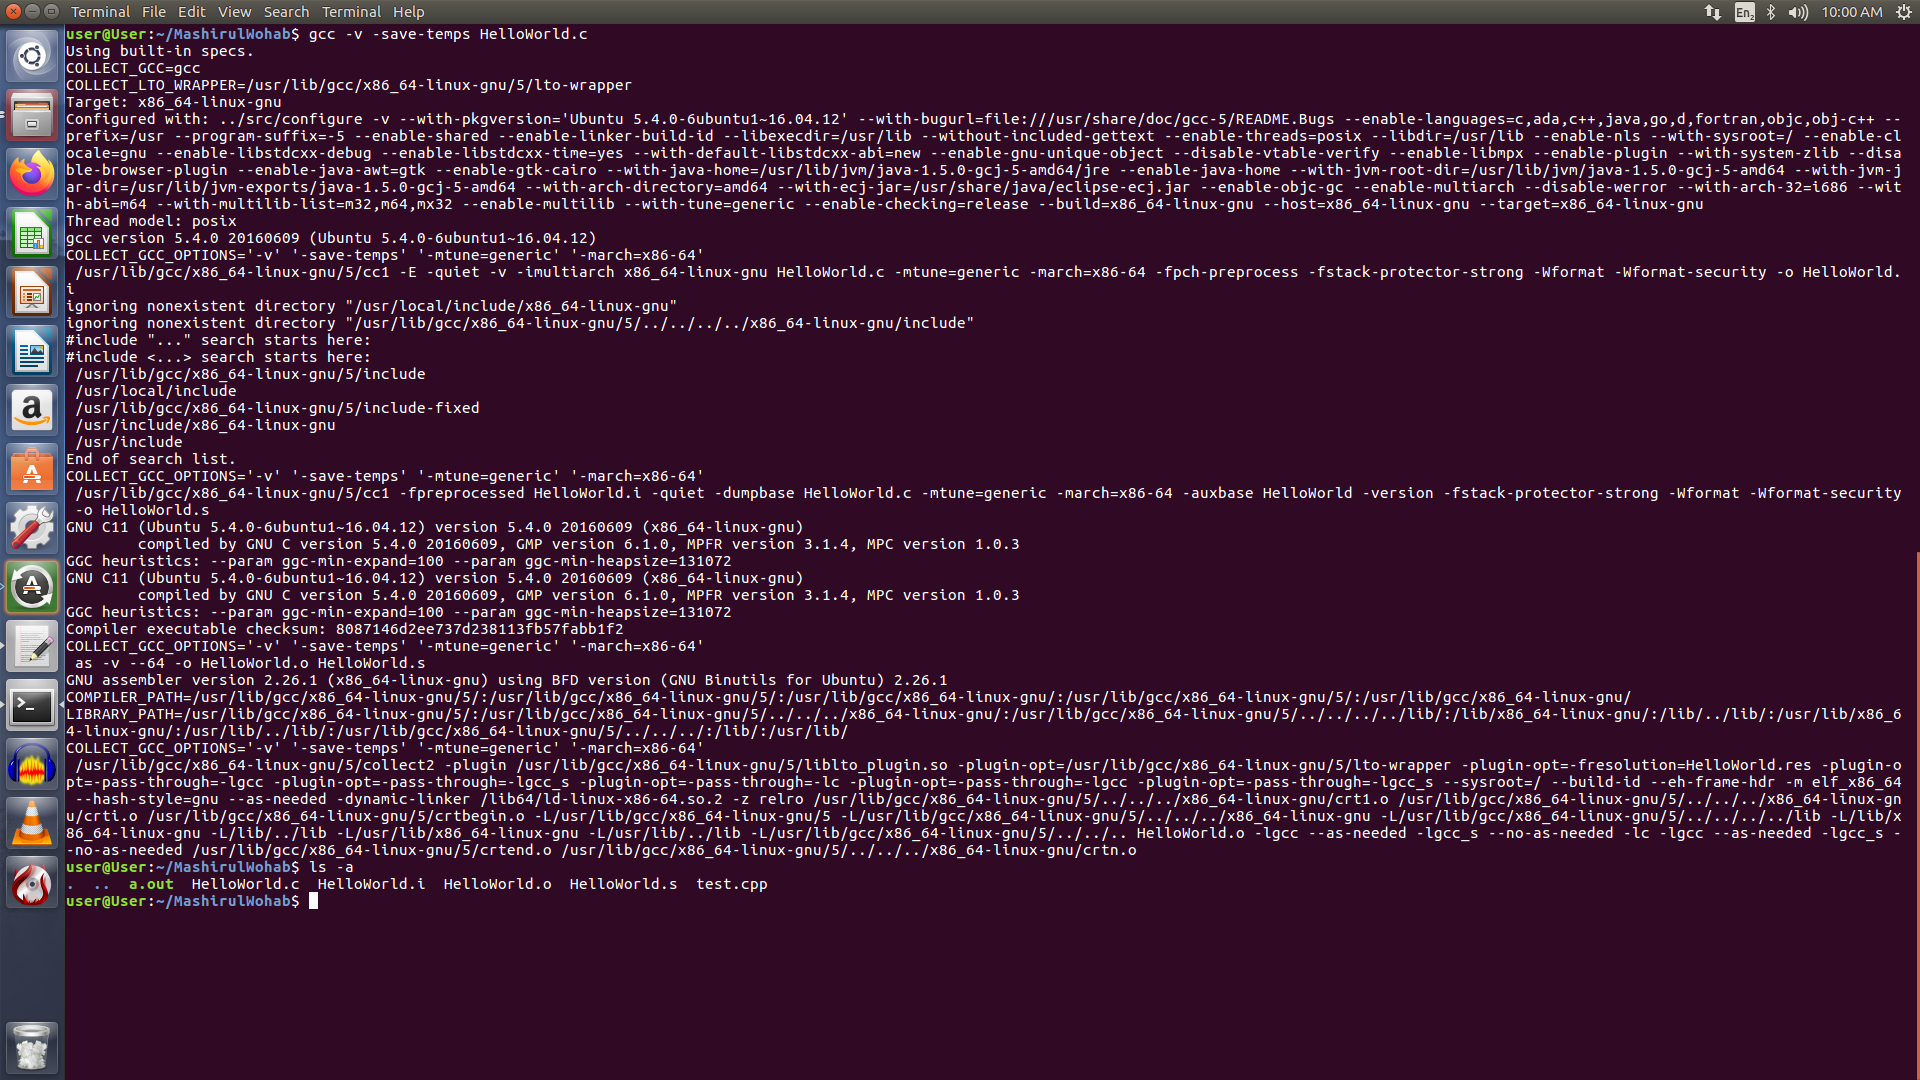 Terminal File Edit View Search Terminal Help En2 10:00 AM
user@User:~/MashirulWohab$ gcc -v -save-temps HelloWorld.c
Using built-in specs.
COLLECT_GCC=gcc
COLLECT_LTO_WRAPPER=/usr/lib/gcc/x86_64-linux-gnu/5/lto-wrapper
Target: x86_64-linux-gnu
Configured with: ../src/configure -v --with-pkgversion='Ubuntu 5.4.0-6ubuntu1~16.04.12' --with-bugurl=file:///usr/share/doc/gcc-5/README.Bugs --enable-languages=c,ada,c++,java,go,d,fortran,objc,obj-c++ --
prefix=/usr --program-suffix=-5 --enable-shared --enable-linker-build-id --libexecdir=/usr/lib --without-included-gettext --enable-threads=posix --libdir=/usr/lib --enable-nls --with-sysroot=/ --enable-cl
ocale=gnu --enable-libstdcxx-debug --enable-libstdcxx-time=yes --with-default-libstdcxx-abi=new --enable-gnu-unique-object --disable-vtable-verify --enable-libmpx --enable-plugin --with-system-zlib --disa
ble-browser-plugin --enable-java-awt=gtk --enable-gtk-cairo --with-java-home=/usr/lib/jvm/java-1.5.0-gcj-5-amd64/jre --enable-java-home --with-jvm-root-dir=/usr/lib/jvm/java-1.5.0-gcj-5-amd64 --with-jvm-j
ar-dir=/usr/lib/jvm-exports/java-1.5.0-gcj-5-amd64 --with-arch-directory=amd64 --with-ecj-jar=/usr/share/java/eclipse-ecj.jar --enable-objc-gc --enable-multiarch --disable-werror --with-arch-32=i686 --wit
h-abi=m64 --with-multilib-list=m32,m64,mx32 --enable-multilib --with-tune=generic --enable-checking=release --build=x86_64-linux-gnu --host=x86_64-linux-gnu --target=x86_64-linux-gnu
Thread model: posix
gcc version 5.4.0 20160609 (Ubuntu 5.4.0-6ubuntu1~16.04.12)
COLLECT_GCC_OPTIONS='-v' '-save-temps' '-mtune=generic' '-march=x86-64'
 /usr/lib/gcc/x86_64-linux-gnu/5/cc1 -E -quiet -v -imultiarch x86_64-linux-gnu HelloWorld.c -mtune=generic -march=x86-64 -fpch-preprocess -fstack-protector-strong -Wformat -Wformat-security -o HelloWorld.
i
ignoring nonexistent directory "/usr/local/include/x86_64-linux-gnu"
ignoring nonexistent directory "/usr/lib/gcc/x86_64-linux-gnu/5/../../../../x86_64-linux-gnu/include"
#include "..." search starts here:
#include <...> search starts here:
 /usr/lib/gcc/x86_64-linux-gnu/5/include
 /usr/local/include
 /usr/lib/gcc/x86_64-linux-gnu/5/include-fixed
 /usr/include/x86_64-linux-gnu
 /usr/include
End of search list.
COLLECT_GCC_OPTIONS='-v' '-save-temps' '-mtune=generic' '-march=x86-64'
 /usr/lib/gcc/x86_64-linux-gnu/5/cc1 -fpreprocessed HelloWorld.i -quiet -dumpbase HelloWorld.c -mtune=generic -march=x86-64 -auxbase HelloWorld -version -fstack-protector-strong -Wformat -Wformat-security
 -o HelloWorld.s
GNU C11 (Ubuntu 5.4.0-6ubuntu1~16.04.12) version 5.4.0 20160609 (x86_64-linux-gnu)
        compiled by GNU C version 5.4.0 20160609, GMP version 6.1.0, MPFR version 3.1.4, MPC version 1.0.3
GGC heuristics: --param ggc-min-expand=100 --param ggc-min-heapsize=131072
GNU C11 (Ubuntu 5.4.0-6ubuntu1~16.04.12) version 5.4.0 20160609 (x86_64-linux-gnu)
        compiled by GNU C version 5.4.0 20160609, GMP version 6.1.0, MPFR version 3.1.4, MPC version 1.0.3
GGC heuristics: --param ggc-min-expand=100 --param ggc-min-heapsize=131072
Compiler executable checksum: 8087146d2ee737d238113fb57fabb1f2
COLLECT_GCC_OPTIONS='-v' '-save-temps' '-mtune=generic' '-march=x86-64'
 as -v --64 -o HelloWorld.o HelloWorld.s
GNU assembler version 2.26.1 (x86_64-linux-gnu) using BFD version (GNU Binutils for Ubuntu) 2.26.1
COMPILER_PATH=/usr/lib/gcc/x86_64-linux-gnu/5/:/usr/lib/gcc/x86_64-linux-gnu/5/:/usr/lib/gcc/x86_64-linux-gnu/:/usr/lib/gcc/x86_64-linux-gnu/5/:/usr/lib/gcc/x86_64-linux-gnu/
LIBRARY_PATH=/usr/lib/gcc/x86_64-linux-gnu/5/:/usr/lib/gcc/x86_64-linux-gnu/5/../../../x86_64-linux-gnu/:/usr/lib/gcc/x86_64-linux-gnu/5/../../../../lib/:/lib/x86_64-linux-gnu/:/lib/../lib/:/usr/lib/x86_6
4-linux-gnu/:/usr/lib/../lib/:/usr/lib/gcc/x86_64-linux-gnu/5/../../../:/lib/:/usr/lib/
COLLECT_GCC_OPTIONS='-v' '-save-temps' '-mtune=generic' '-march=x86-64'
 /usr/lib/gcc/x86_64-linux-gnu/5/collect2 -plugin /usr/lib/gcc/x86_64-linux-gnu/5/liblto_plugin.so -plugin-opt=/usr/lib/gcc/x86_64-linux-gnu/5/lto-wrapper -plugin-opt=-fresolution=HelloWorld.res -plugin-o
pt=-pass-through=-lgcc -plugin-opt=-pass-through=-lgcc_s -plugin-opt=-pass-through=-lc -plugin-opt=-pass-through=-lgcc -plugin-opt=-pass-through=-lgcc_s --sysroot=/ --build-id --eh-frame-hdr -m elf_x86_64
 --hash-style=gnu --as-needed -dynamic-linker /lib64/ld-linux-x86-64.so.2 -z relro /usr/lib/gcc/x86_64-linux-gnu/5/../../../x86_64-linux-gnu/crt1.o /usr/lib/gcc/x86_64-linux-gnu/5/../../../x86_64-linux-gn
u/crti.o /usr/lib/gcc/x86_64-linux-gnu/5/crtbegin.o -L/usr/lib/gcc/x86_64-linux-gnu/5 -L/usr/lib/gcc/x86_64-linux-gnu/5/../../../x86_64-linux-gnu -L/usr/lib/gcc/x86_64-linux-gnu/5/../../../../lib -L/lib/x
86_64-linux-gnu -L/lib/../lib -L/usr/lib/x86_64-linux-gnu -L/usr/lib/../lib -L/usr/lib/gcc/x86_64-linux-gnu/5/../../.. HelloWorld.o -lgcc --as-needed -lgcc_s --no-as-needed -lc -lgcc --as-needed -lgcc_s -
-no-as-needed /usr/lib/gcc/x86_64-linux-gnu/5/crtend.o /usr/lib/gcc/x86_64-linux-gnu/5/../../../x86_64-linux-gnu/crtn.o
user@User:~/MashirulWohab$ ls -a
.  ..  a.out  HelloWorld.c  HelloWorld.i  HelloWorld.o  HelloWorld.s  test.cpp
user@User:~/MashirulWohab$